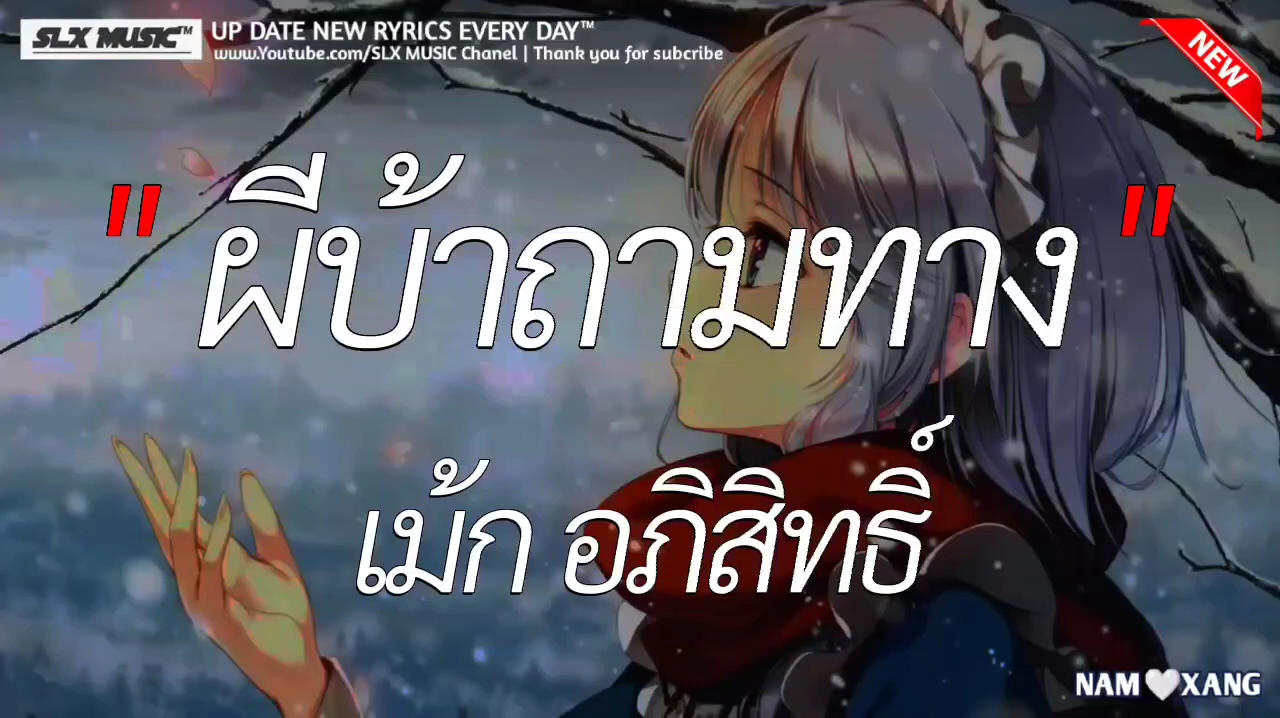 SLX MUSIC™
UP DATE NEW RYRICS EVERY DAY™
www.Youtube.com/SLX MUSIC Chanel | Thank you for subcribe
NEW
" ผีบ้าถามทาง "
เม้ก อภิสิทธิ์
NAM🤍XANG